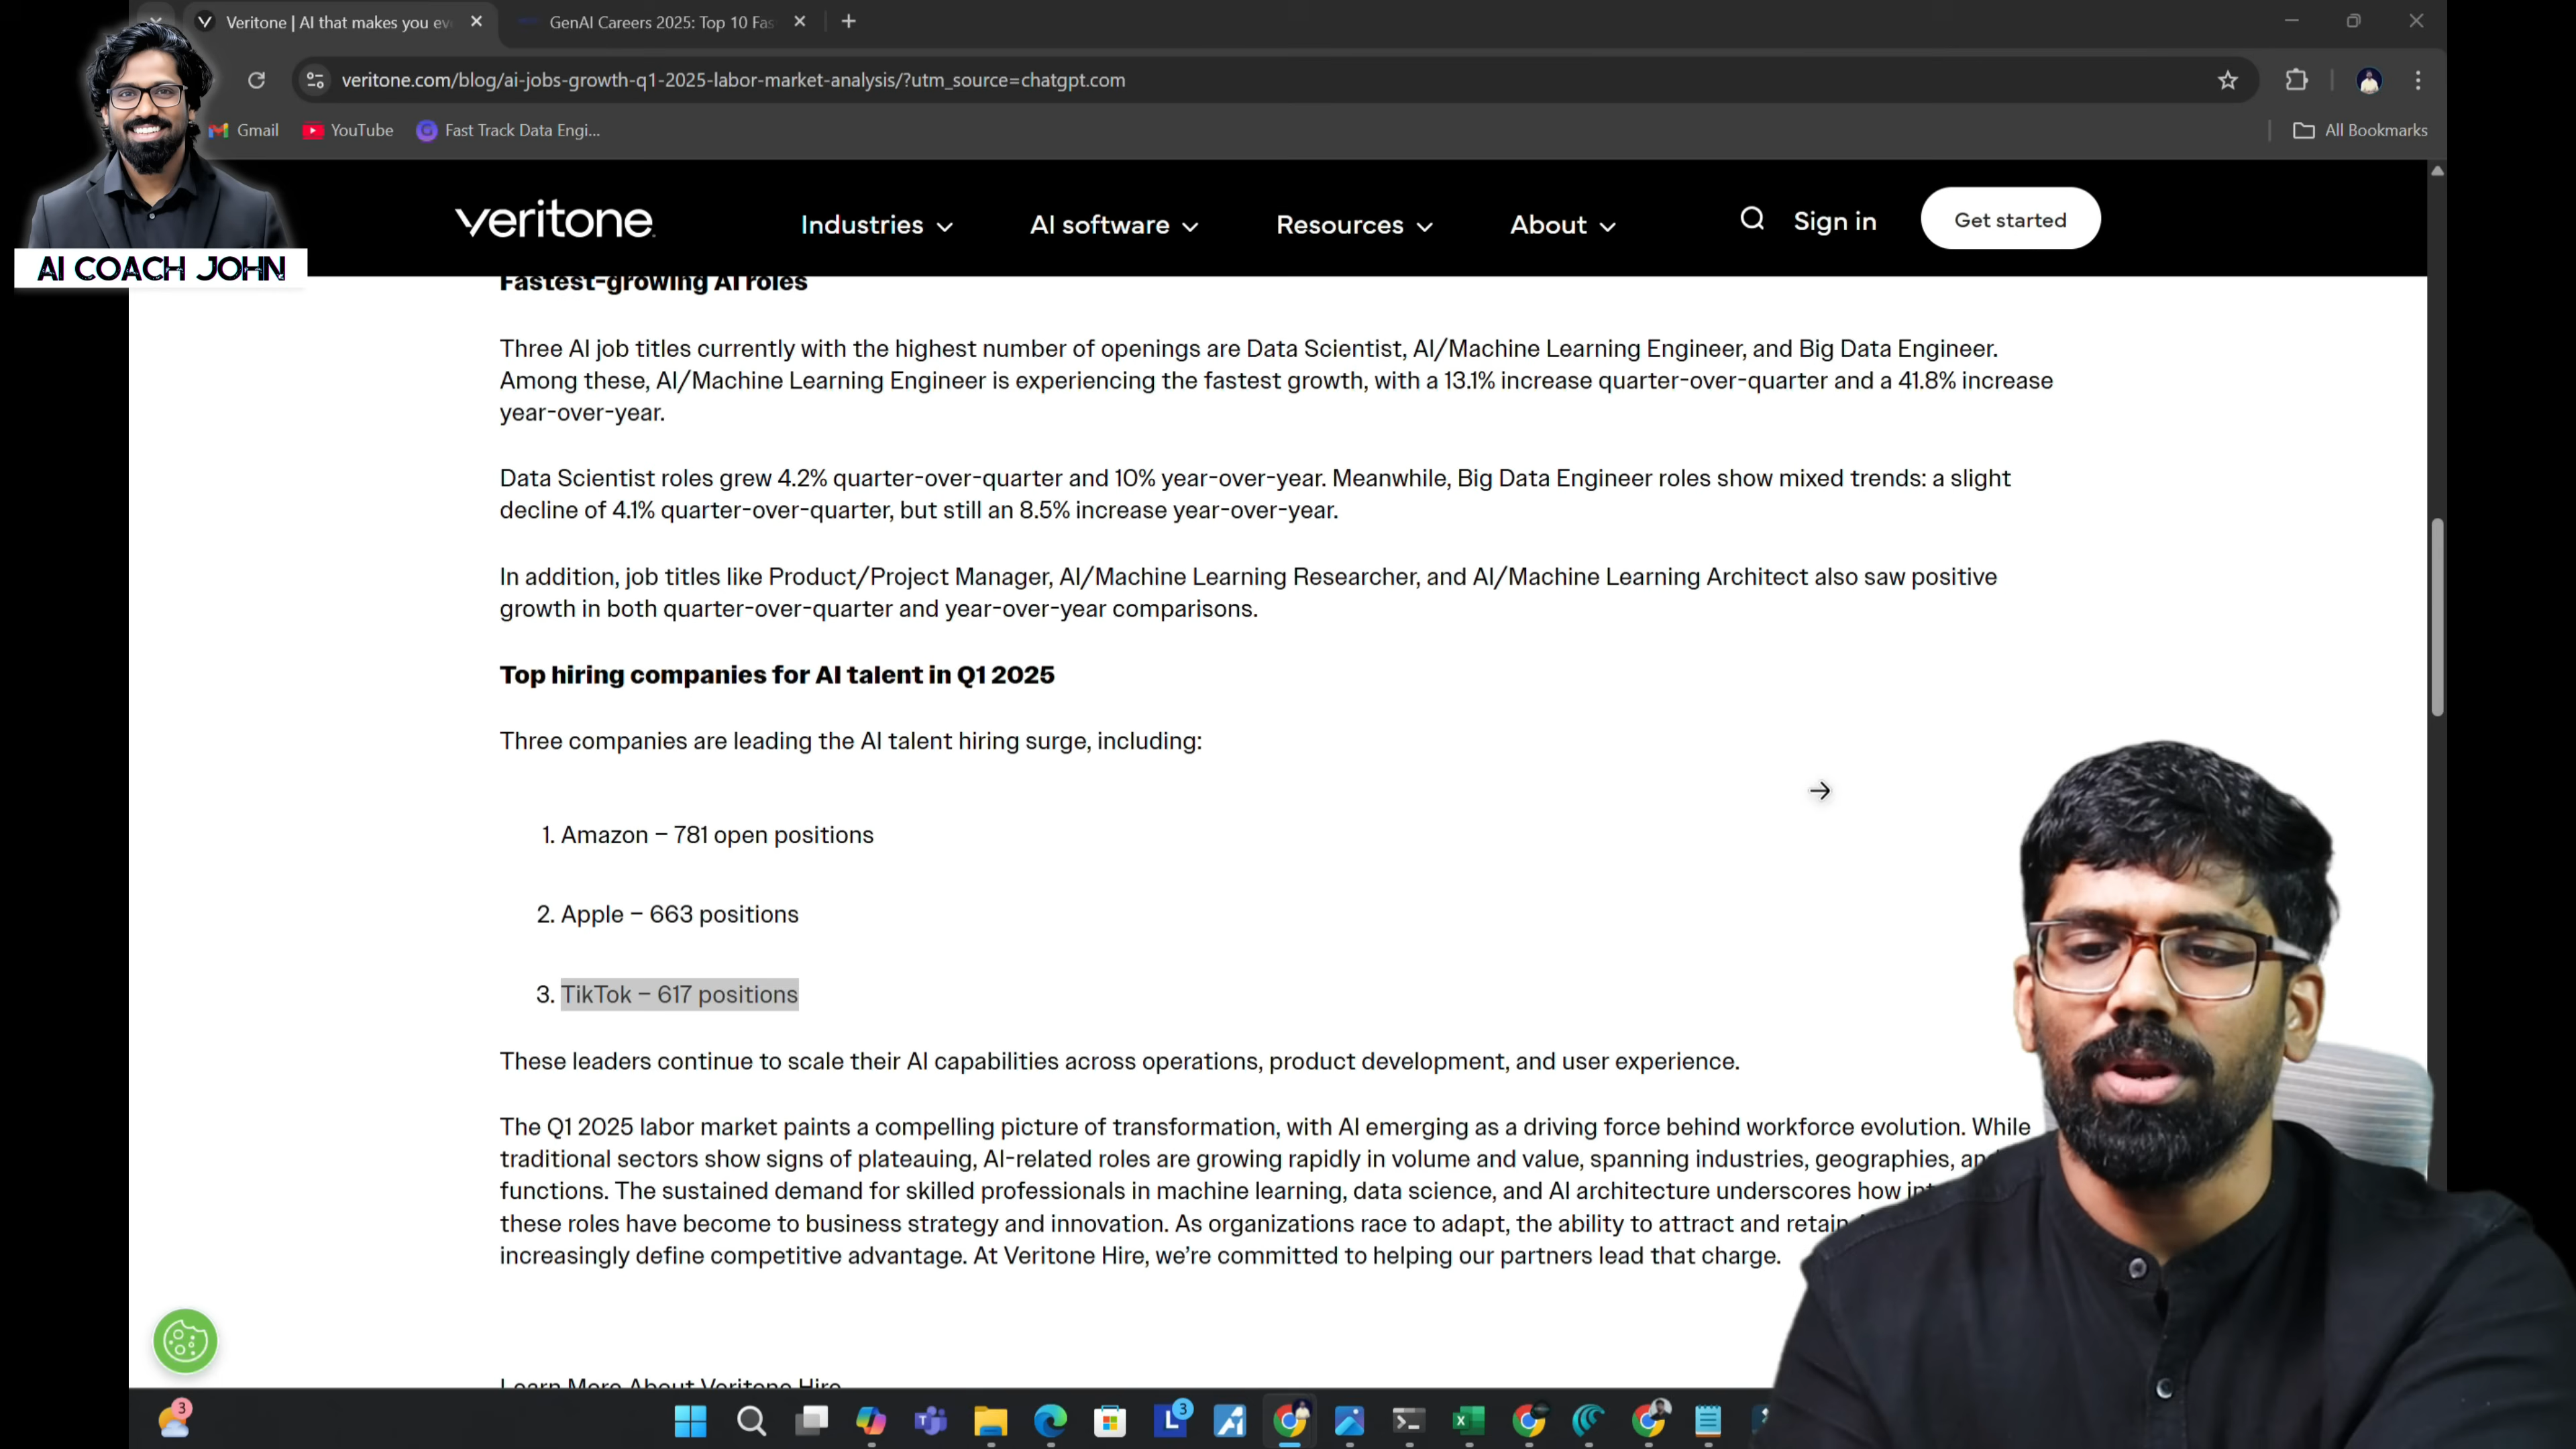 Veritone | AI that makes you ev
GenAI Careers 2025: Top 10 Fas
veritone.com/blog/ai-jobs-growth-q1-2025-labor-market-analysis/?utm_source=chatgpt.com
Gmail
YouTube
Fast Track Data Engi...
All Bookmarks
AI COACH JOHN
veritone
Industries
AI software
Resources
About
Sign in
Get started
Fastest-growing AI roles
Three AI job titles currently with the highest number of openings are Data Scientist, AI/Machine Learning Engineer, and Big Data Engineer.
Among these, AI/Machine Learning Engineer is experiencing the fastest growth, with a 13.1% increase quarter-over-quarter and a 41.8% increase
year-over-year.
Data Scientist roles grew 4.2% quarter-over-quarter and 10% year-over-year. Meanwhile, Big Data Engineer roles show mixed trends: a slight
decline of 4.1% quarter-over-quarter, but still an 8.5% increase year-over-year.
In addition, job titles like Product/Project Manager, AI/Machine Learning Researcher, and AI/Machine Learning Architect also saw positive
growth in both quarter-over-quarter and year-over-year comparisons.
Top hiring companies for AI talent in Q1 2025
Three companies are leading the AI talent hiring surge, including:
1. Amazon – 781 open positions
2. Apple – 663 positions
3. TikTok – 617 positions
These leaders continue to scale their AI capabilities across operations, product development, and user experience.
The Q1 2025 labor market paints a compelling picture of transformation, with AI emerging as a driving force behind workforce evolution. While
traditional sectors show signs of plateauing, AI-related roles are growing rapidly in volume and value, spanning industries, geographies, an
functions. The sustained demand for skilled professionals in machine learning, data science, and AI architecture underscores how
these roles have become to business strategy and innovation. As organizations race to adapt, the ability to attract and retain
increasingly define competitive advantage. At Veritone Hire, we're committed to helping our partners lead that charge.
Learn More About Veritone Hire
3
3